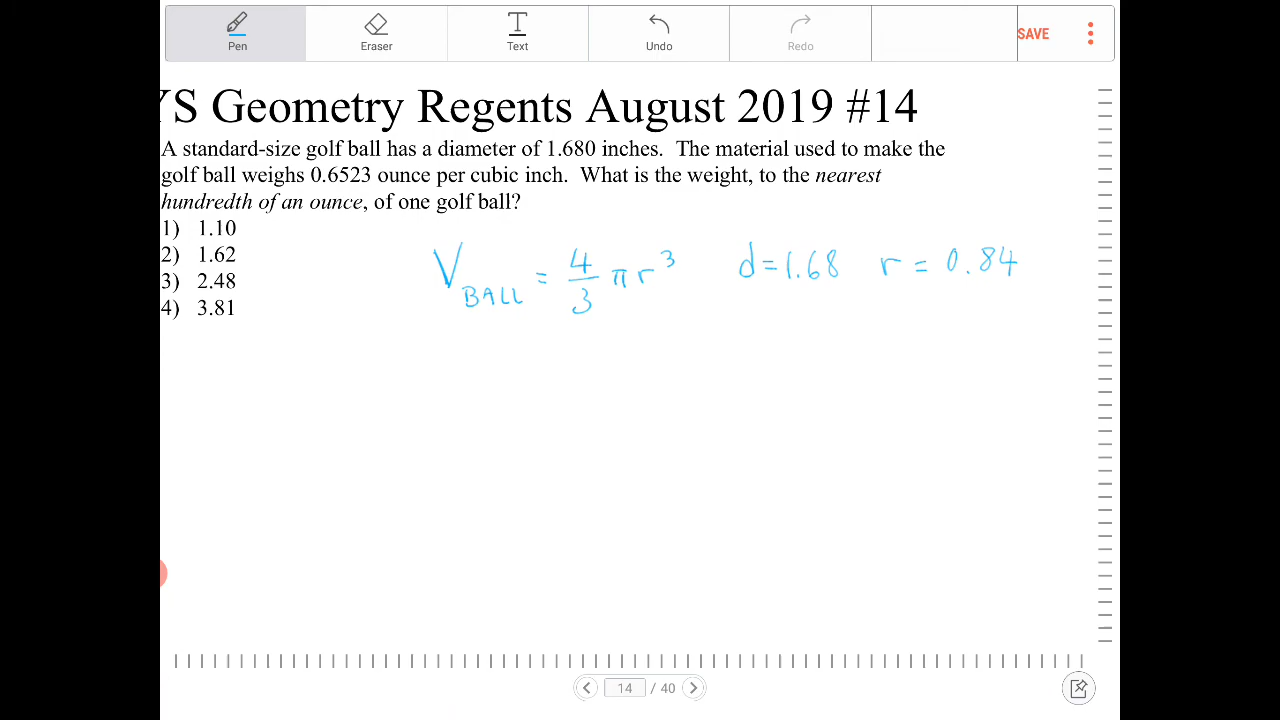 Pen Eraser Text Undo Redo SAVE
YS Geometry Regents August 2019 #14
A standard-size golf ball has a diameter of 1.680 inches. The material used to make the
golf ball weighs 0.6523 ounce per cubic inch. What is the weight, to the nearest
hundredth of an ounce, of one golf ball?
1) 1.10
2) 1.62
3) 2.48
4) 3.81
V_BALL = 4/3 πr³ d=1.68 r = 0.84
14 / 40